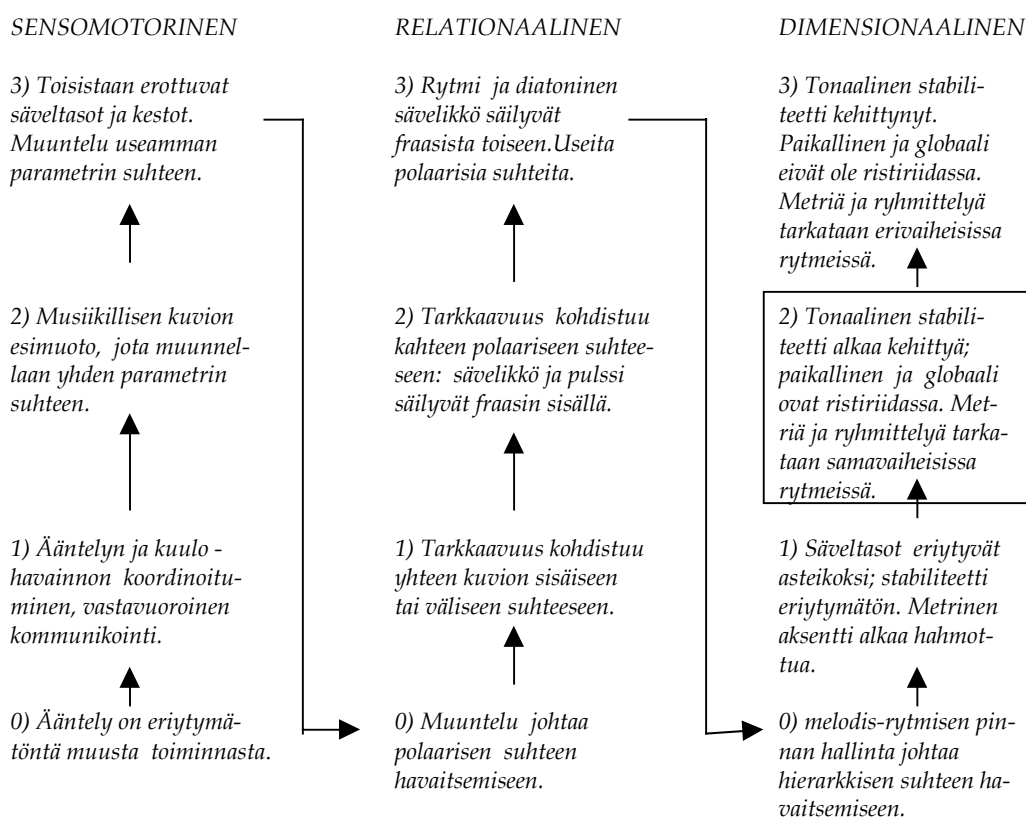 SENSOMOTORINEN
3) Toisistaan erottuvat
säveltasot ja kestot.
Muuntelu useamman
parametrin suhteen.
2) Musiikillisen kuvion
esimuoto, jota muunnel-
laan yhden parametrin
suhteen.
1) Ääntelyn ja kuulo -
havainnon koordinoitu-
minen, vastavuoroinen
kommunikointi.
0) Ääntely on eriytymä-
töntä muusta toiminnasta.
RELATIONAALINEN
3) Rytmi ja diatoninen
sävelikkö säilyvät
fraasista toiseen.Useita
polaarisia suhteita.
2) Tarkkaavuus kohdistuu
kahteen polaariseen suhtee-
seen: sävelikkö ja pulssi
säilyvät fraasin sisällä.
1) Tarkkaavuus kohdistuu
yhteen kuvion sisäiseen
tai väliseen suhteeseen.
0) Muuntelu johtaa
polaarisen suhteen
havaitsemiseen.
DIMENSIONAALINEN
3) Tonaalinen stabili-
teetti kehittynyt.
Paikallinen ja globaali
eivät ole ristiriidassa.
Metriä ja ryhmittelyä
tarkataan erivaiheisissa
rytmeissä.
2) Tonaalinen stabili-
teetti alkaa kehittyä;
paikallinen ja globaali
ovat ristiriidassa. Met-
riä ja ryhmittelyä tarka-
taan samavaiheisissa
rytmeissä.
1) Säveltasot eriytyvät
asteikoksi; stabiliteetti
eriytymätön. Metrinen
aksentti alkaa hahmot-
tua.
0) melodis-rytmisen pin-
nan hallinta johtaa
hierarkkisen suhteen ha-
vaitsemiseen.